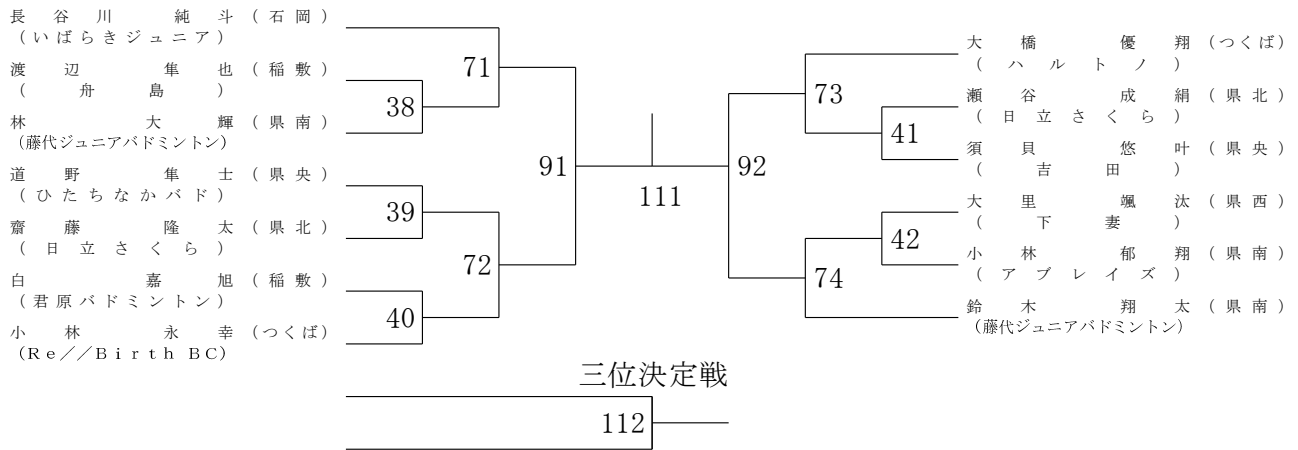 長谷川 純斗 (石岡)
(いばらきジュニア)
渡辺 隼也 (稲敷)
(舟島)
林 大輝 (県南)
(藤代ジュニアバドミントン)
道野 隼士 (県央)
(ひたちなかバド)
齋藤 隆太 (県北)
(日立さくら)
白 嘉旭 (稲敷)
(君原バドミントン)
小林 永幸 (つくば)
(Re//Birth BC)
71
38
39
72
40
91
111
92
73
41
42
74
大橋 優翔 (つくば)
(ハルトノ)
瀬谷 成絹 (県北)
(日立さくら)
須貝 悠叶 (県央)
(吉田)
大里 颯汰 (県西)
(下妻)
小林 郁翔 (県南)
(アプレイズ)
鈴木 翔太 (県南)
(藤代ジュニアバドミントン)
三位決定戦
112